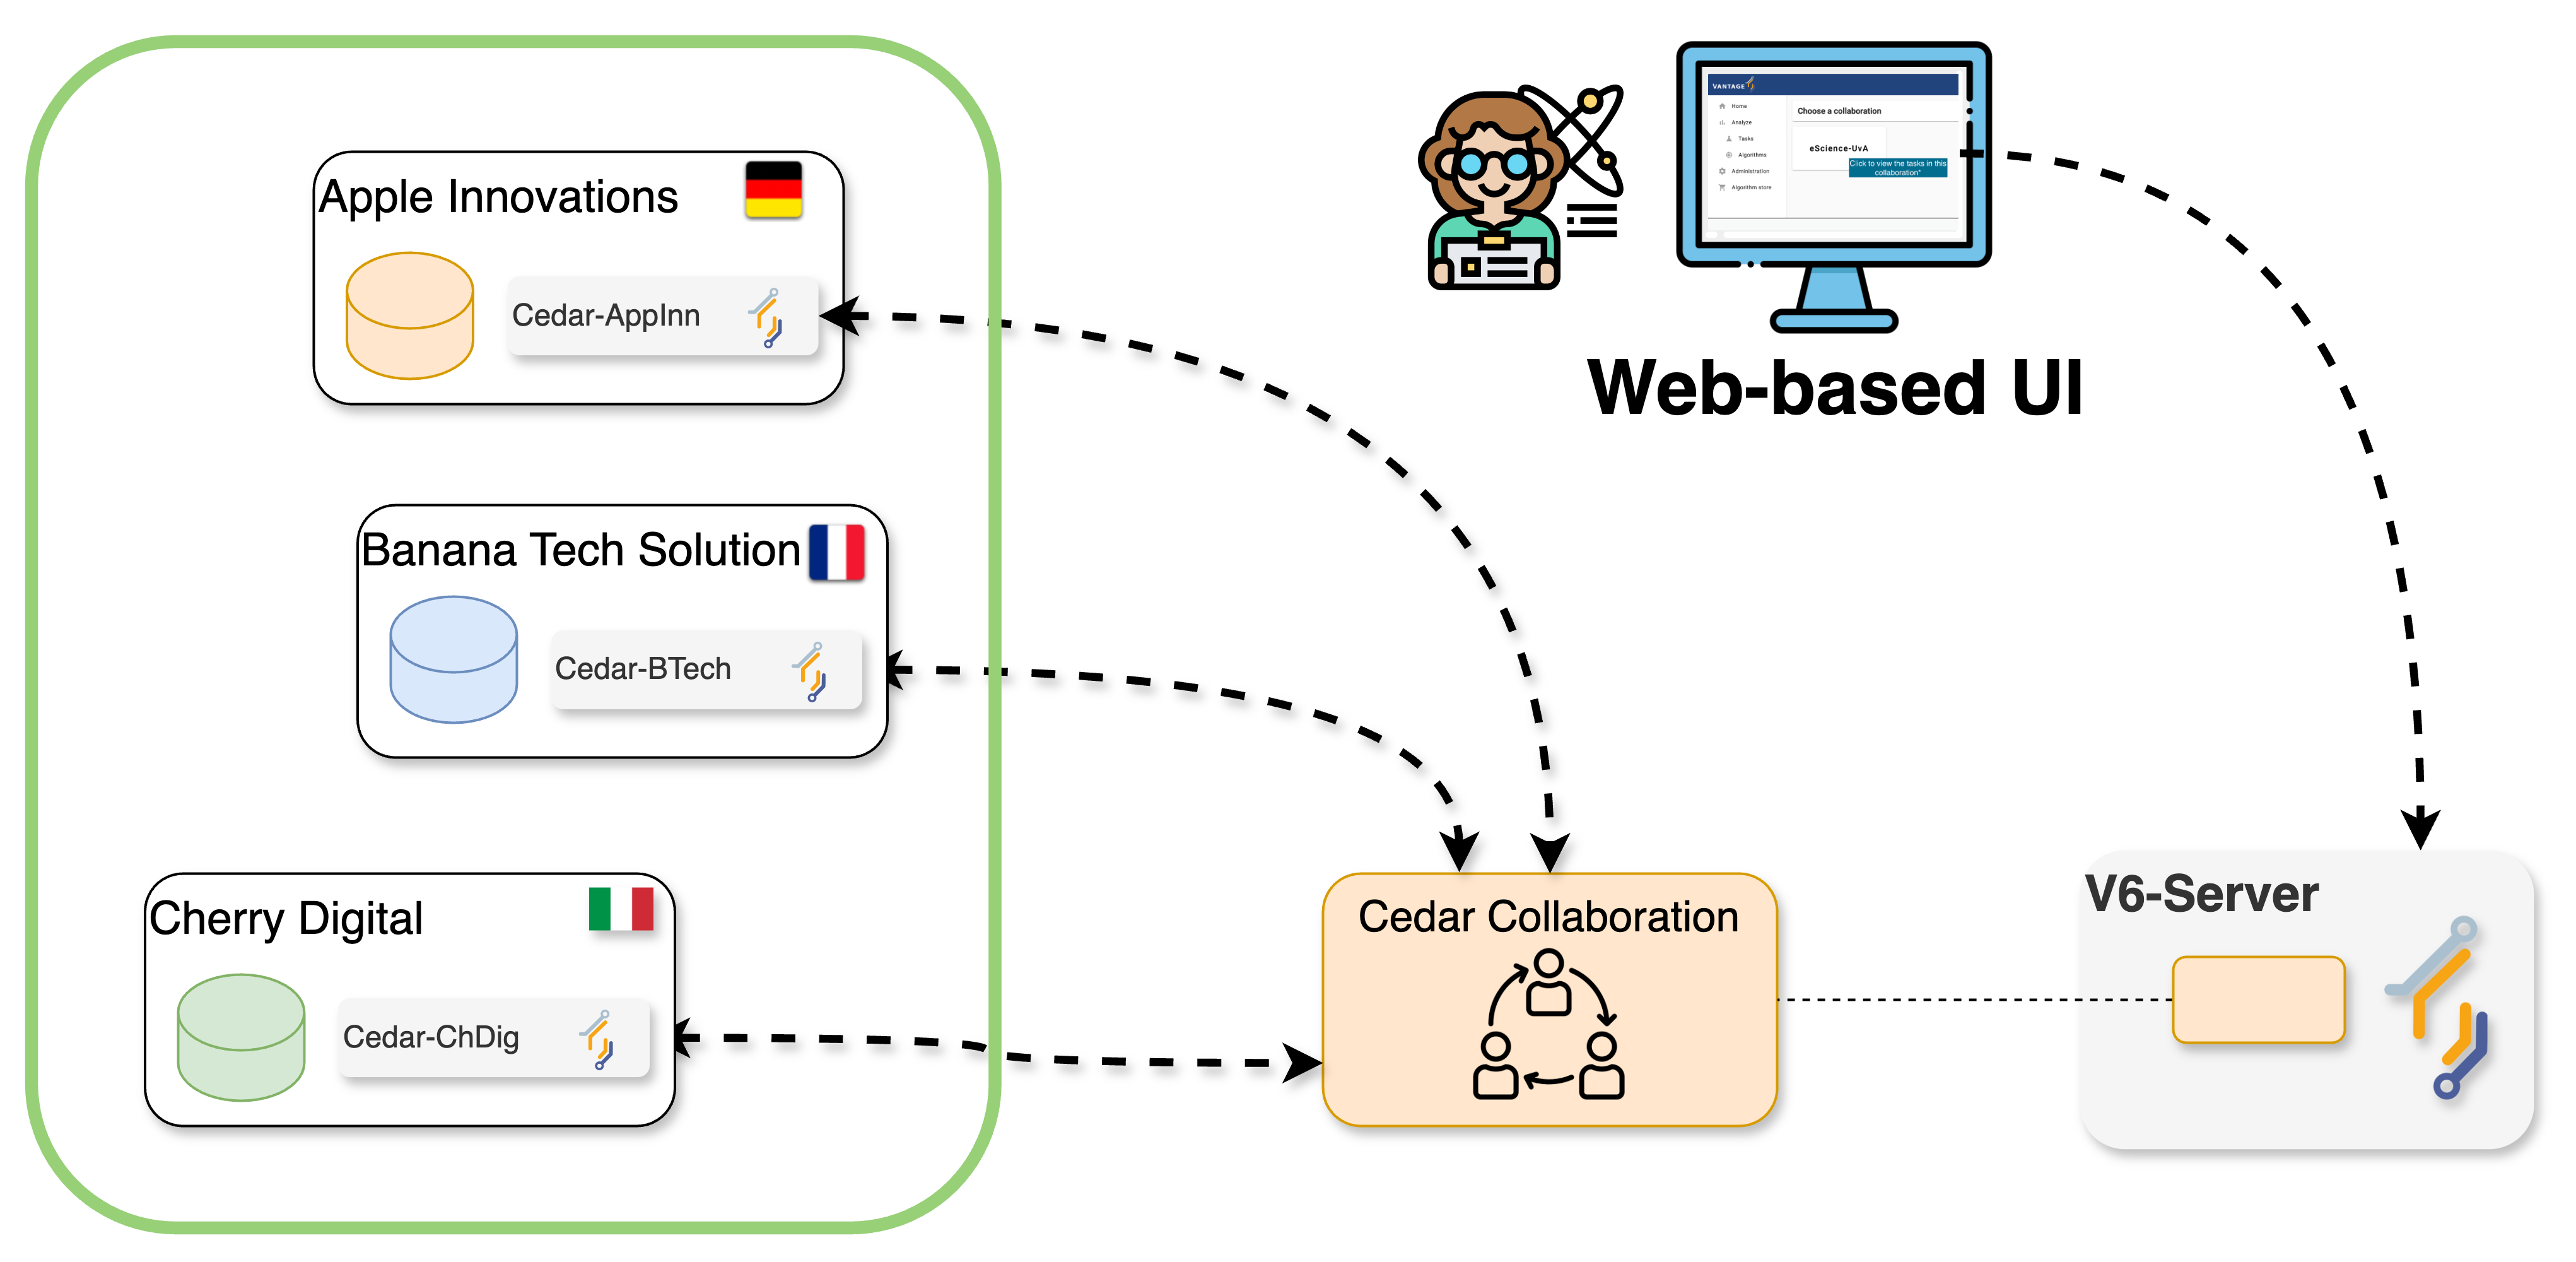 Apple Innovations
Cedar-AppInn
Banana Tech Solution
Cedar-BTech
Cherry Digital
Cedar-ChDig
VANTAGE
Home
Analyze
Tasks
Algorithms
Administration
Algorithm store
Choose a collaboration
eScience-UvA
Click to view the tasks in this
collaboration"
Web-based UI
Cedar Collaboration
V6-Server